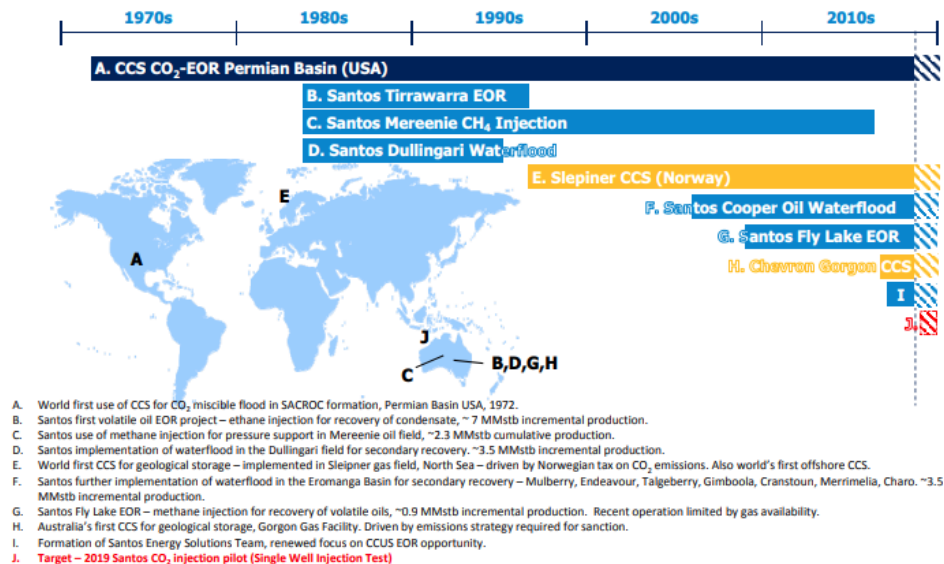 1970s 1980s 1990s 2000s 2010s
A. CCS CO₂-EOR Permian Basin (USA)
B. Santos Tirrawarra EOR
C. Santos Mereenie CH₄ Injection
D. Santos Dullingari Waterflood
E. Slepiner CCS (Norway)
F. Santos Cooper Oil Waterflood
G. Santos Fly Lake EOR
H. Chevron Gorgon CCS
I
J.
E
A
J
B,D,G,H
C
A. World first use of CCS for CO₂ miscible flood in SACROC formation, Permian Basin USA, 1972.
B. Santos first volatile oil EOR project – ethane injection for recovery of condensate, ~ 7 MMstb incremental production.
C. Santos use of methane injection for pressure support in Mereenie oil field, ~2.3 MMstb cumulative production.
D. Santos implementation of waterflood in the Dullingari field for secondary recovery. ~3.5 MMstb incremental production.
E. World first CCS for geological storage – implemented in Sleipner gas field, North Sea – driven by Norwegian tax on CO₂ emissions. Also world's first offshore CCS.
F. Santos further implementation of waterflood in the Eromanga Basin for secondary recovery – Mulberry, Endeavour, Talgeberry, Gimboola, Cranstoun, Merrimelia, Charo. ~3.5
MMstb incremental production.
G. Santos Fly Lake EOR – methane injection for recovery of volatile oils, ~0.9 MMstb incremental production. Recent operation limited by gas availability.
H. Australia's first CCS for geological storage, Gorgon Gas Facility. Driven by emissions strategy required for sanction.
I. Formation of Santos Energy Solutions Team, renewed focus on CCUS EOR opportunity.
J. Target – 2019 Santos CO₂ injection pilot (Single Well Injection Test)